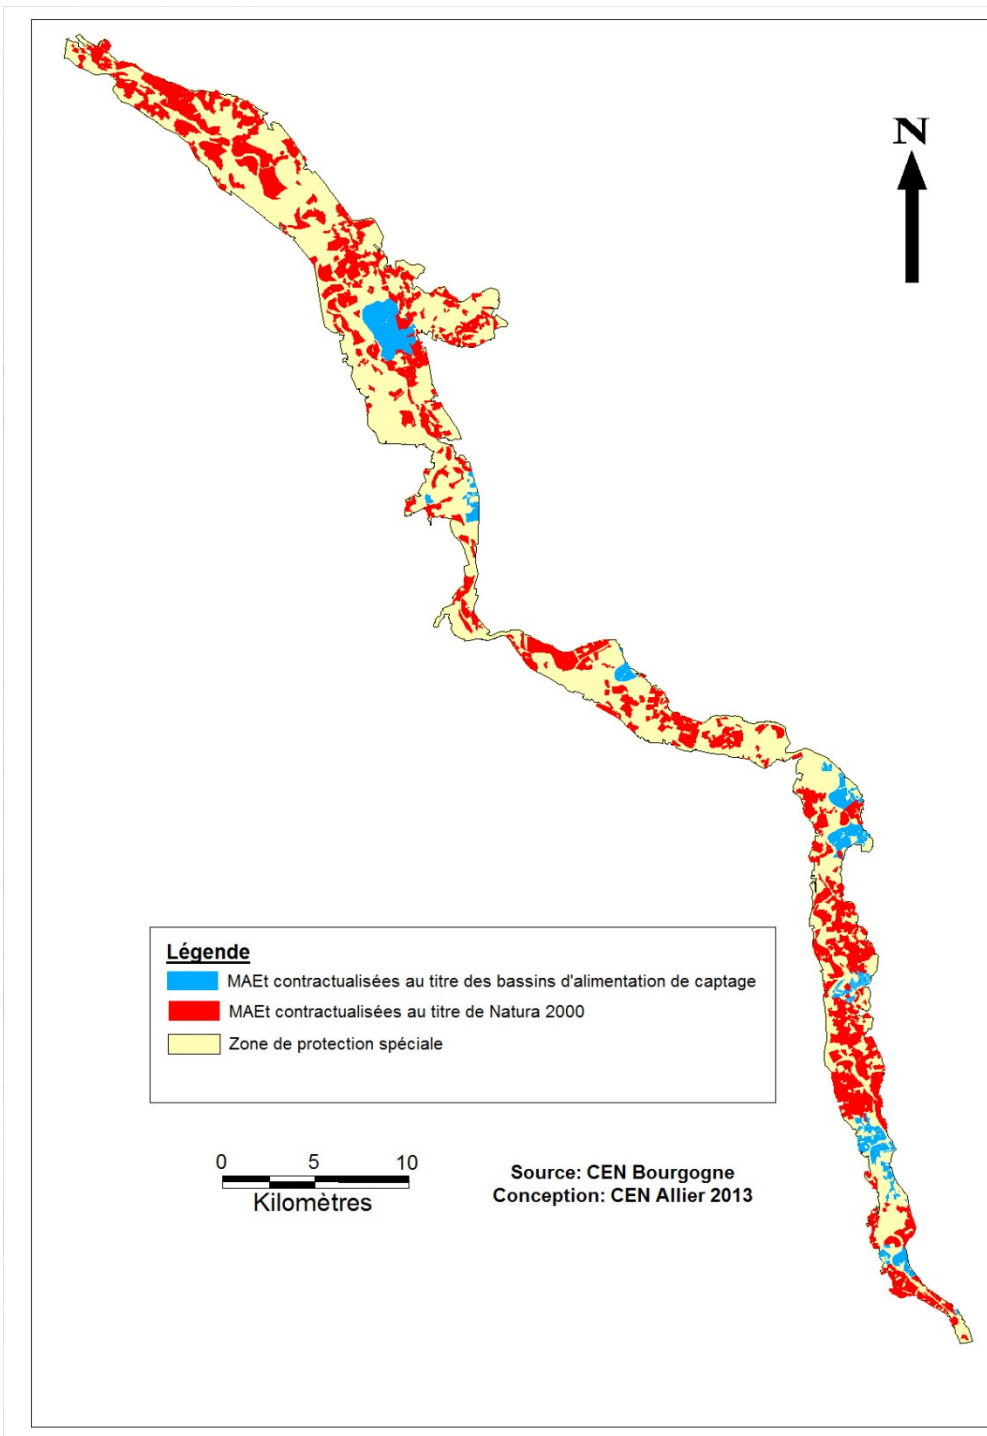 N
Légende
MAEt contractualisées au titre des bassins d'alimentation de captage
MAEt contractualisées au titre de Natura 2000
Zone de protection spéciale
0 5 10
Kilomètres
Source: CEN Bourgogne
Conception: CEN Allier 2013